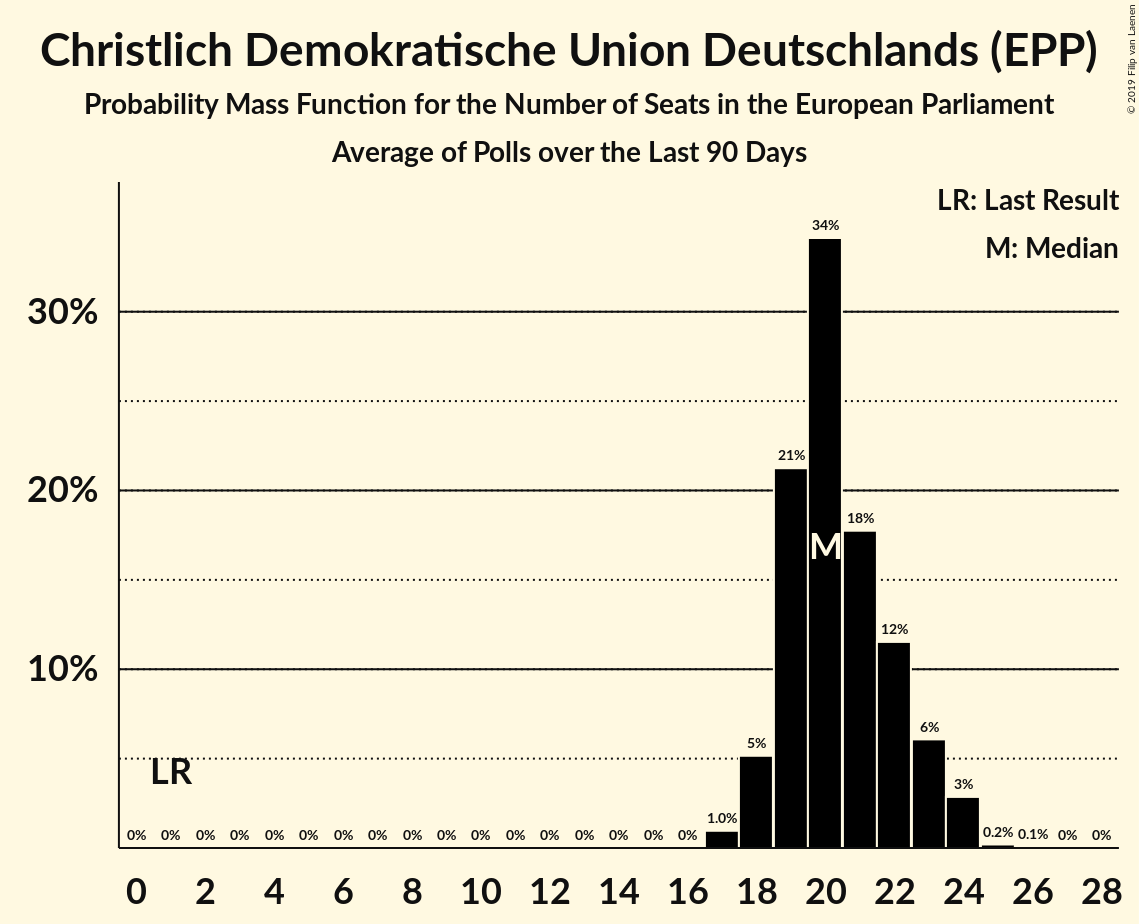 Christlich Demokratische Union Deutschlands (EPP)
Probability Mass Function for the Number of Seats in the European Parliament
Average of Polls over the Last 90 Days
© 2019 Filip van Laenen
LR: Last Result
M: Median
34%
30%
21%
20%
18%
M
12%
10%
6%
5%
LR
3%
1.0%
0% 0% 0% 0% 0% 0% 0% 0% 0% 0% 0% 0% 0% 0% 0% 0% 0% 0.2% 0.1% 0% 0%
0 2 4 6 8 10 12 14 16 18 20 22 24 26 28